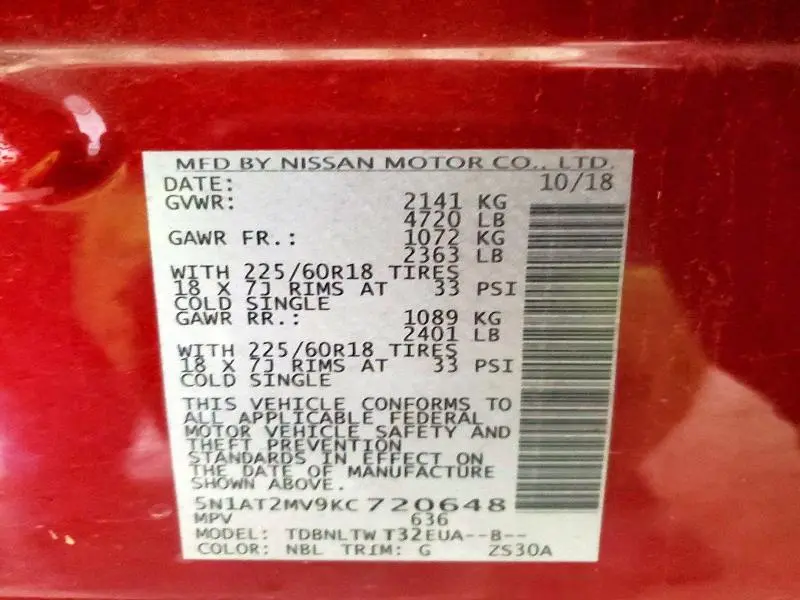 MFD BY NISSAN MOTOR CO., LTD.
DATE: 10/18
GVWR: 2141 KG
4720 LB
GAWR FR.: 1072 KG
2363 LB
WITH 225/60R18 TIRES
18 X 7J RIMS AT 33 PSI
COLD SINGLE
GAWR RR.: 1089 KG
2401 LB
WITH 225/60R18 TIRES
18 X 7J RIMS AT 33 PSI
COLD SINGLE
THIS VEHICLE CONFORMS TO
ALL APPLICABLE FEDERAL
MOTOR VEHICLE SAFETY AND
THEFT PREVENTION
STANDARDS IN EFFECT ON
THE DATE OF MANUFACTURE
SHOWN ABOVE.
5N1AT2MV9KC720648
MPV 636
MODEL: TDBNLTW T32EUA--B--
COLOR: NBL TRIM: G ZS30A